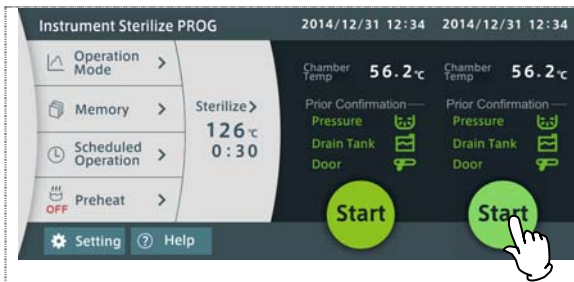 Instrument Sterilize PROG
2014/12/31 12:34
2014/12/31 12:34
Operation
Mode
Memory
Scheduled
Operation
OFF Preheat
Sterilize
126℃
0:30
Chamber
Temp 56.2℃
Prior Confirmation
Pressure
Drain Tank
Door
Start
Chamber
Temp 56.2℃
Prior Confirmation
Pressure
Drain Tank
Door
Start
Setting
? Help